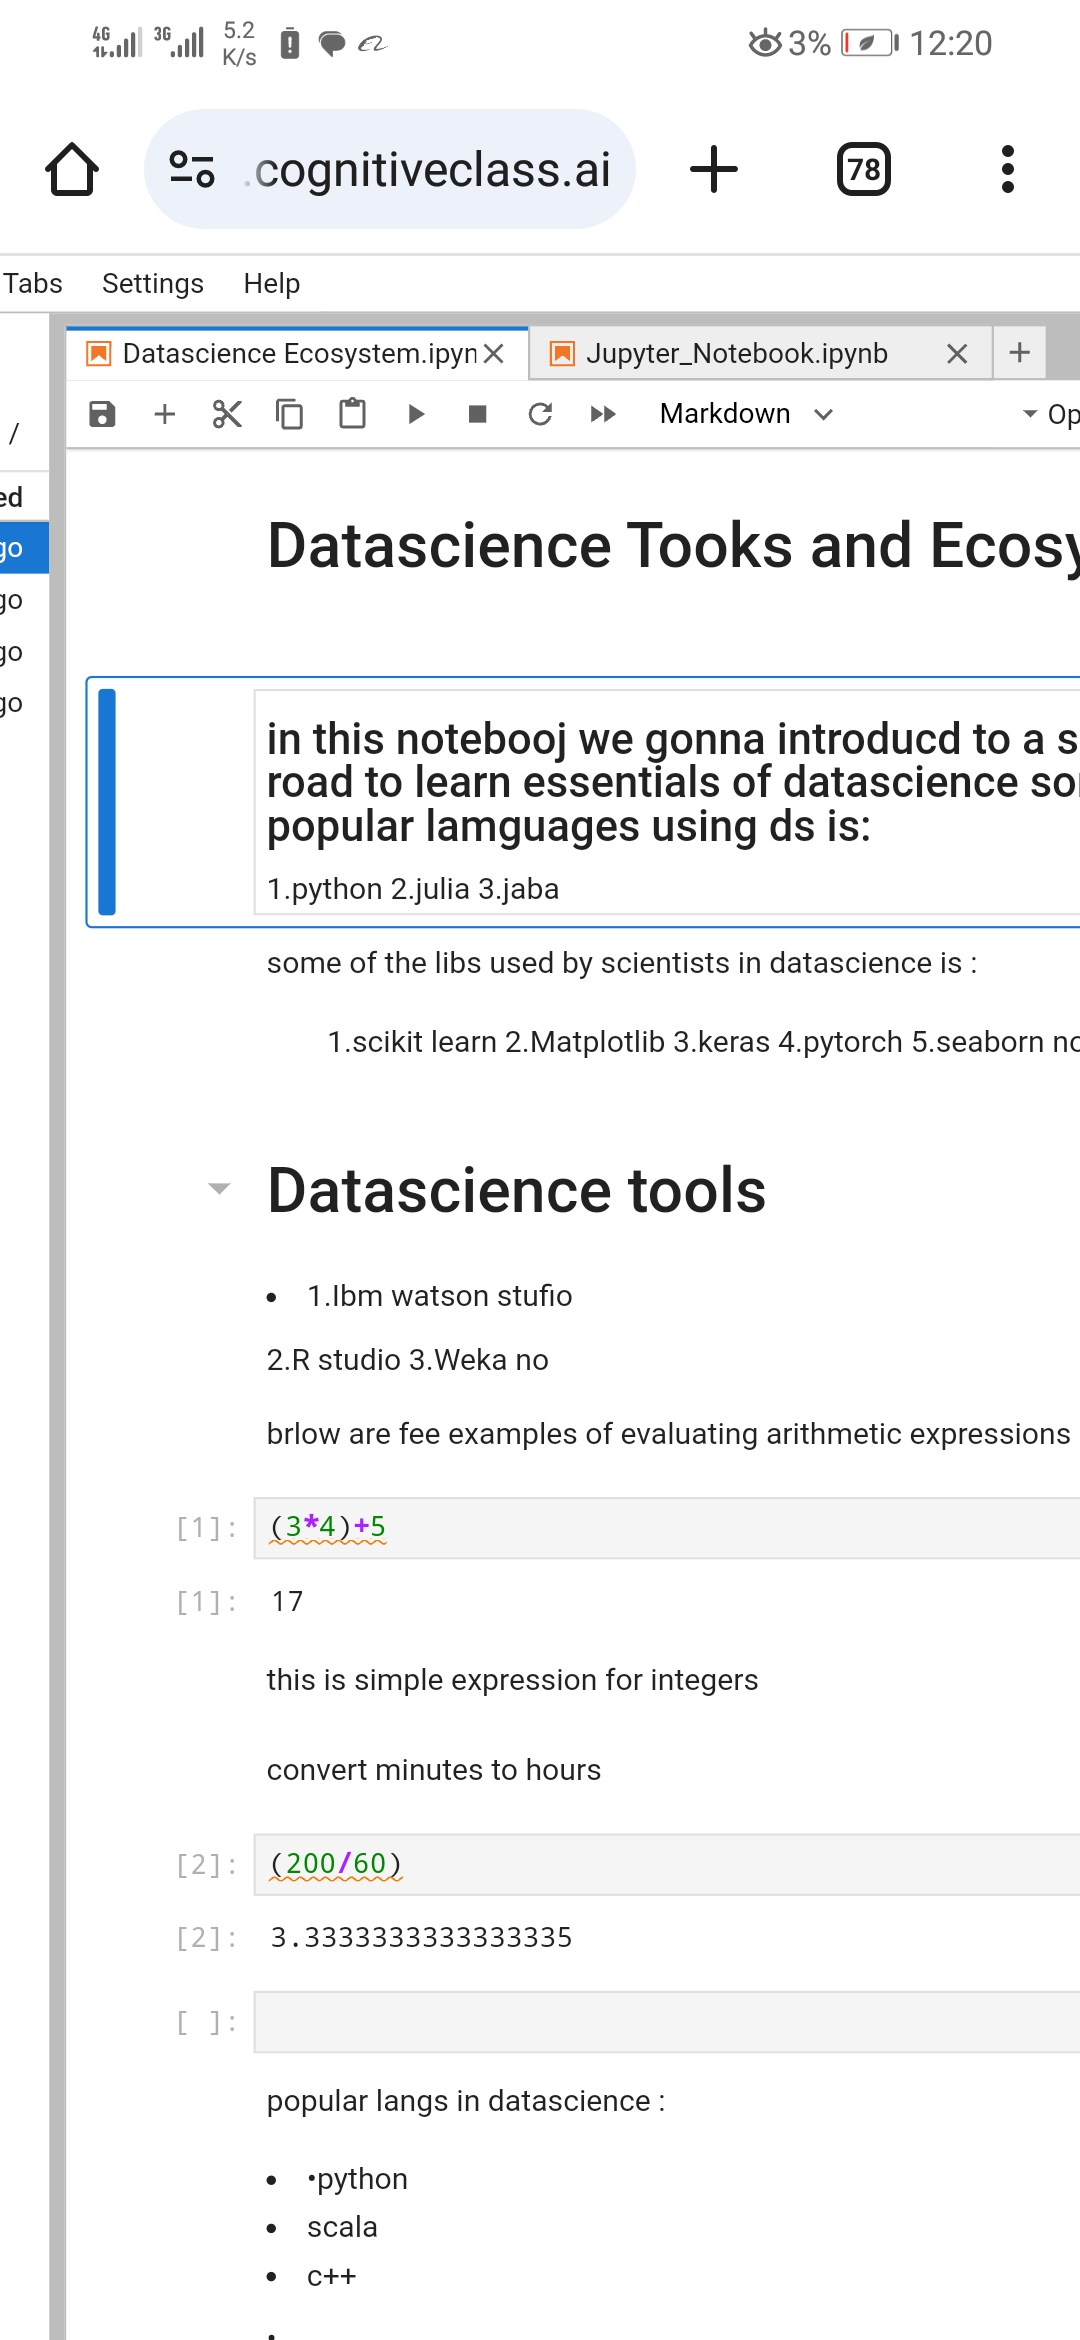 4G 3G 5.2 K/s 3% 12:20
.cognitiveclass.ai 78
Tabs Settings Help
Datascience Ecosystem.ipyn Jupyter_Notebook.ipynb
/ Markdown Op
ed
Datascience Tooks and Ecosy
go
go
go
go
in this notebooj we gonna introducd to a s
road to learn essentials of datascience so
popular lamguages using ds is:
1.python 2.julia 3.jaba
some of the libs used by scientists in datascience is :
1.scikit learn 2.Matplotlib 3.keras 4.pytorch 5.seaborn no
Datascience tools
• 1.Ibm watson stufio
2.R studio 3.Weka no
brlow are fee examples of evaluating arithmetic expressions
[1]: (3*4)+5
[1]: 17
this is simple expression for integers
convert minutes to hours
[2]: (200/60)
[2]: 3.3333333333333335
[ ]:
popular langs in datascience :
• •python
• scala
• c++